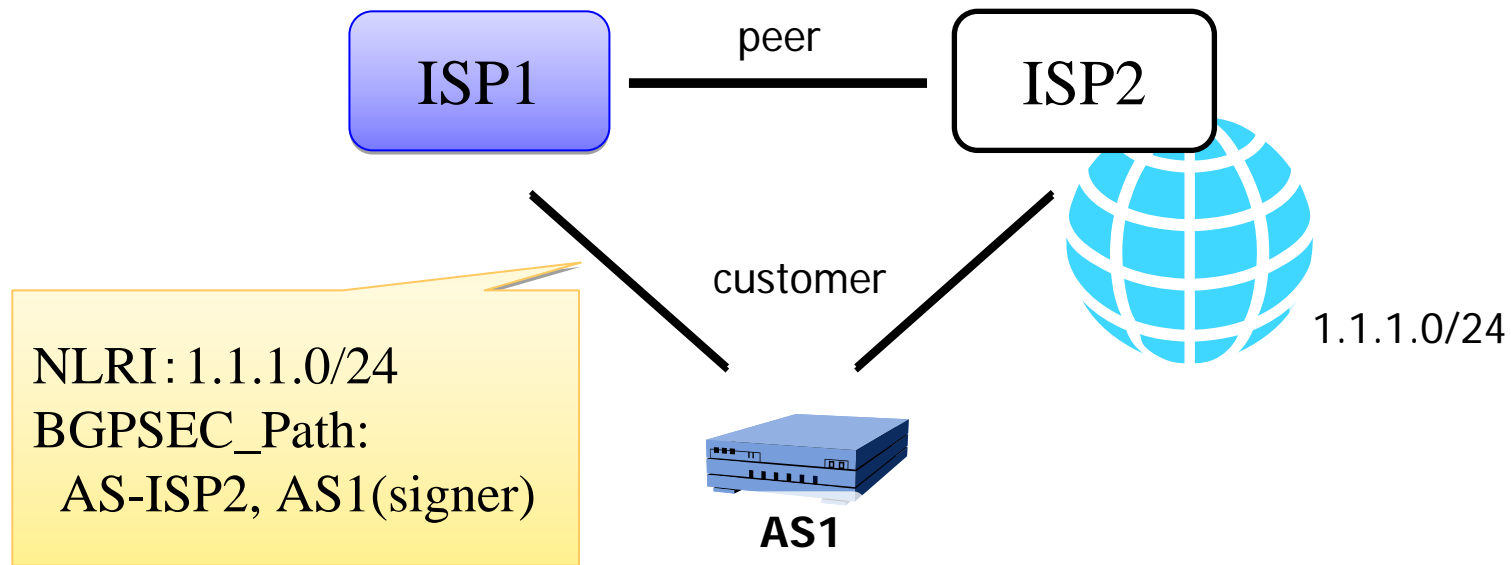 peer
ISP1
ISP2
customer
1.1.1.0/24
NLRI：1.1.1.0/24
BGPSEC_Path:
AS-ISP2, AS1(signer)
AS1